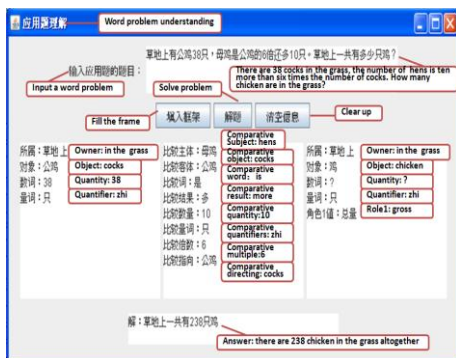 应用题理解
Word problem understanding
草地上有公鸡38只，母鸡是公鸡的6倍还多10只。草地上一共有多少只鸡？
输入应用题的题目：
There are 38 cocks in the grass, the number of hens is ten
more than six times the number of cocks. How many
chicken are in the grass?
Input a word problem
Solve problem
Fill the frame
填入框架
解题
清空信息
Clear up
所属：草地上
Owner: in the grass
对象：公鸡
Object: cocks
数词：38
Quantity: 38
量词：只
Quantifier: zhi
比较主体：母鸡
Comparative
Subject: hens
比较客体：公鸡
Comparative
object: cocks
比较词：是
Comparative
word: is
比较结果：多
Comparative
result: more
比较数量：10
Comparative
quantity:10
比较量词：只
Comparative
quantifiers: zhi
比较倍数：6
Comparative
multiple:6
比较指向：公鸡
Comparative
directing: cocks
所属：草地上
Owner: in the grass
对象：鸡
Object: chicken
数词：?
Quantity: ?
量词：只
Quantifier: zhi
角色1值：总量
Role1: gross
解：草地上一共有238只鸡
Answer: there are 238 chicken in the grass altogether